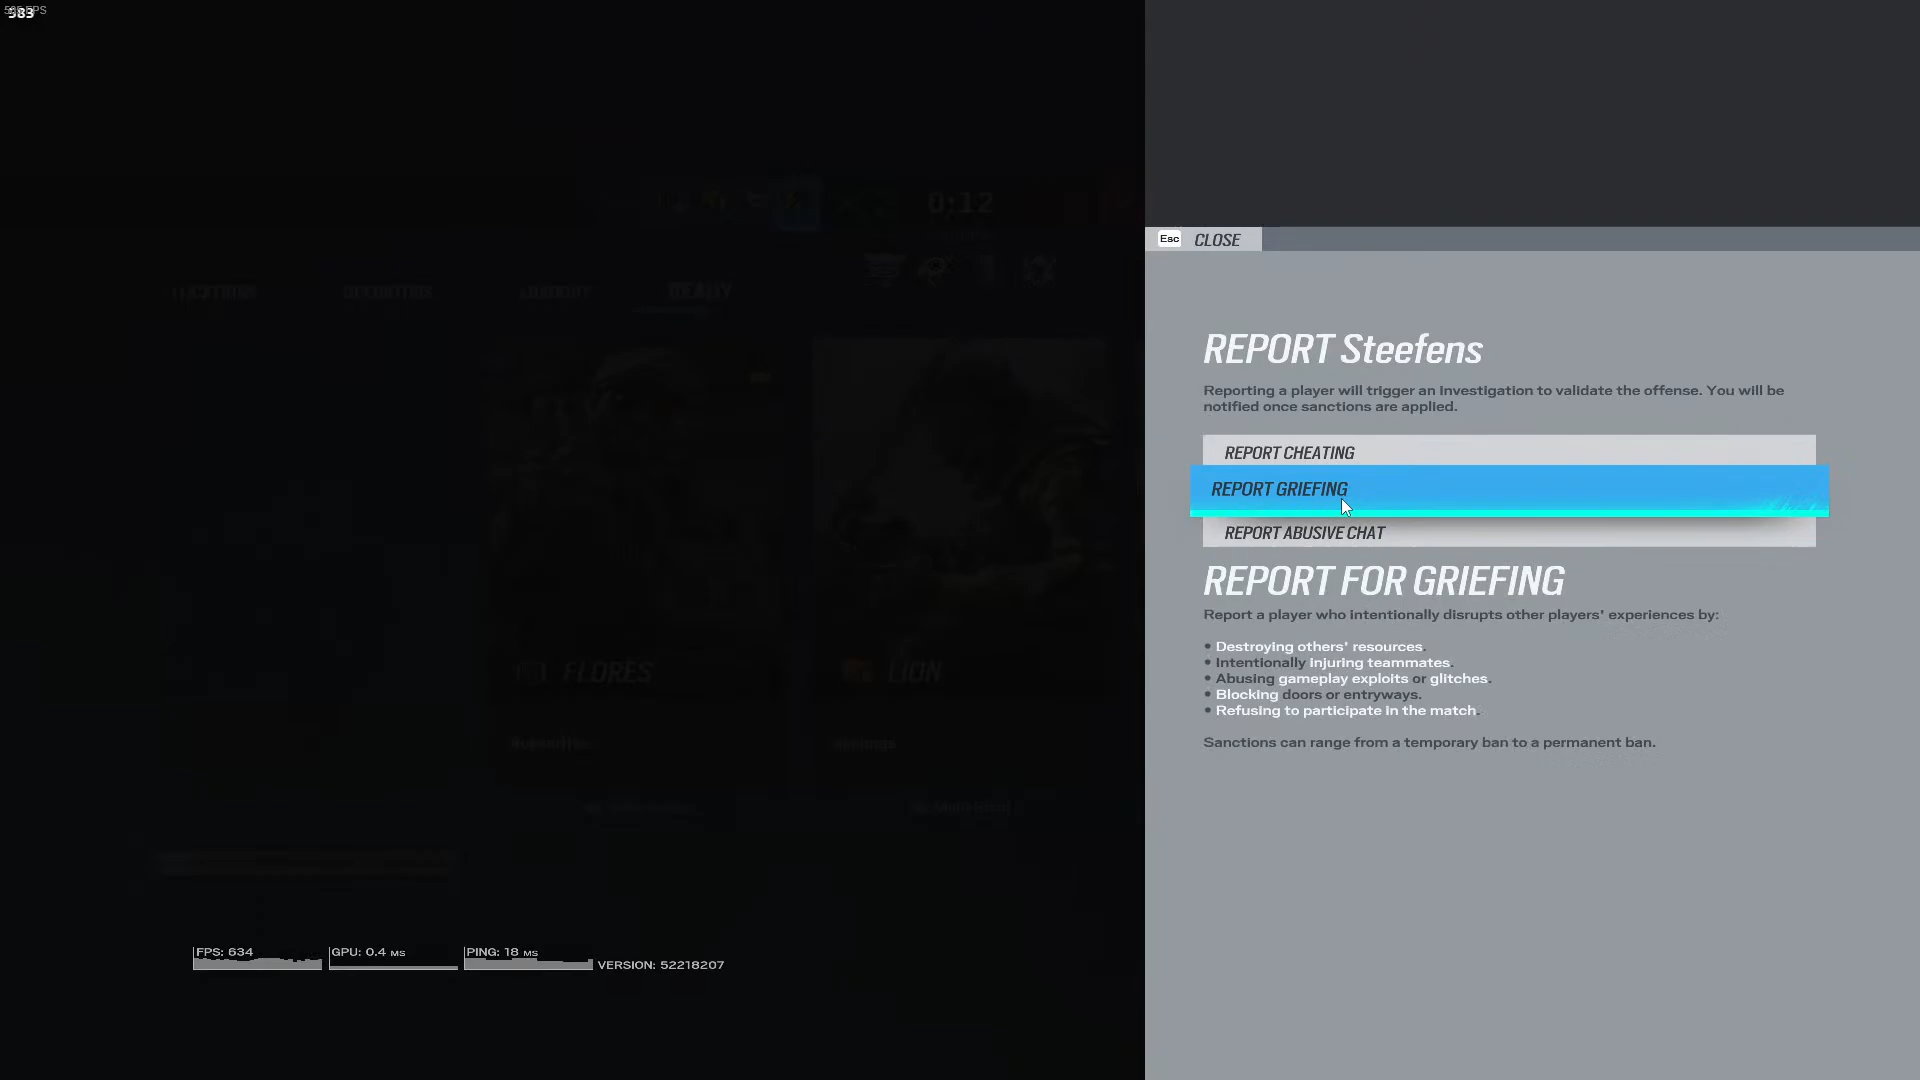 583
0:12
READY
FLORES
LION
Esc CLOSE
REPORT Steefens
Reporting a player will trigger an investigation to validate the offense. You will be
notified once sanctions are applied.
REPORT CHEATING
REPORT GRIEFING
REPORT ABUSIVE CHAT
REPORT FOR GRIEFING
Report a player who intentionally disrupts other players' experiences by:
• Destroying others' resources.
• Intentionally injuring teammates.
• Abusing gameplay exploits or glitches.
• Blocking doors or entryways.
• Refusing to participate in the match.
Sanctions can range from a temporary ban to a permanent ban.
FPS: 634
GPU: 0.4 MS
PING: 18 MS
VERSION: 52218207